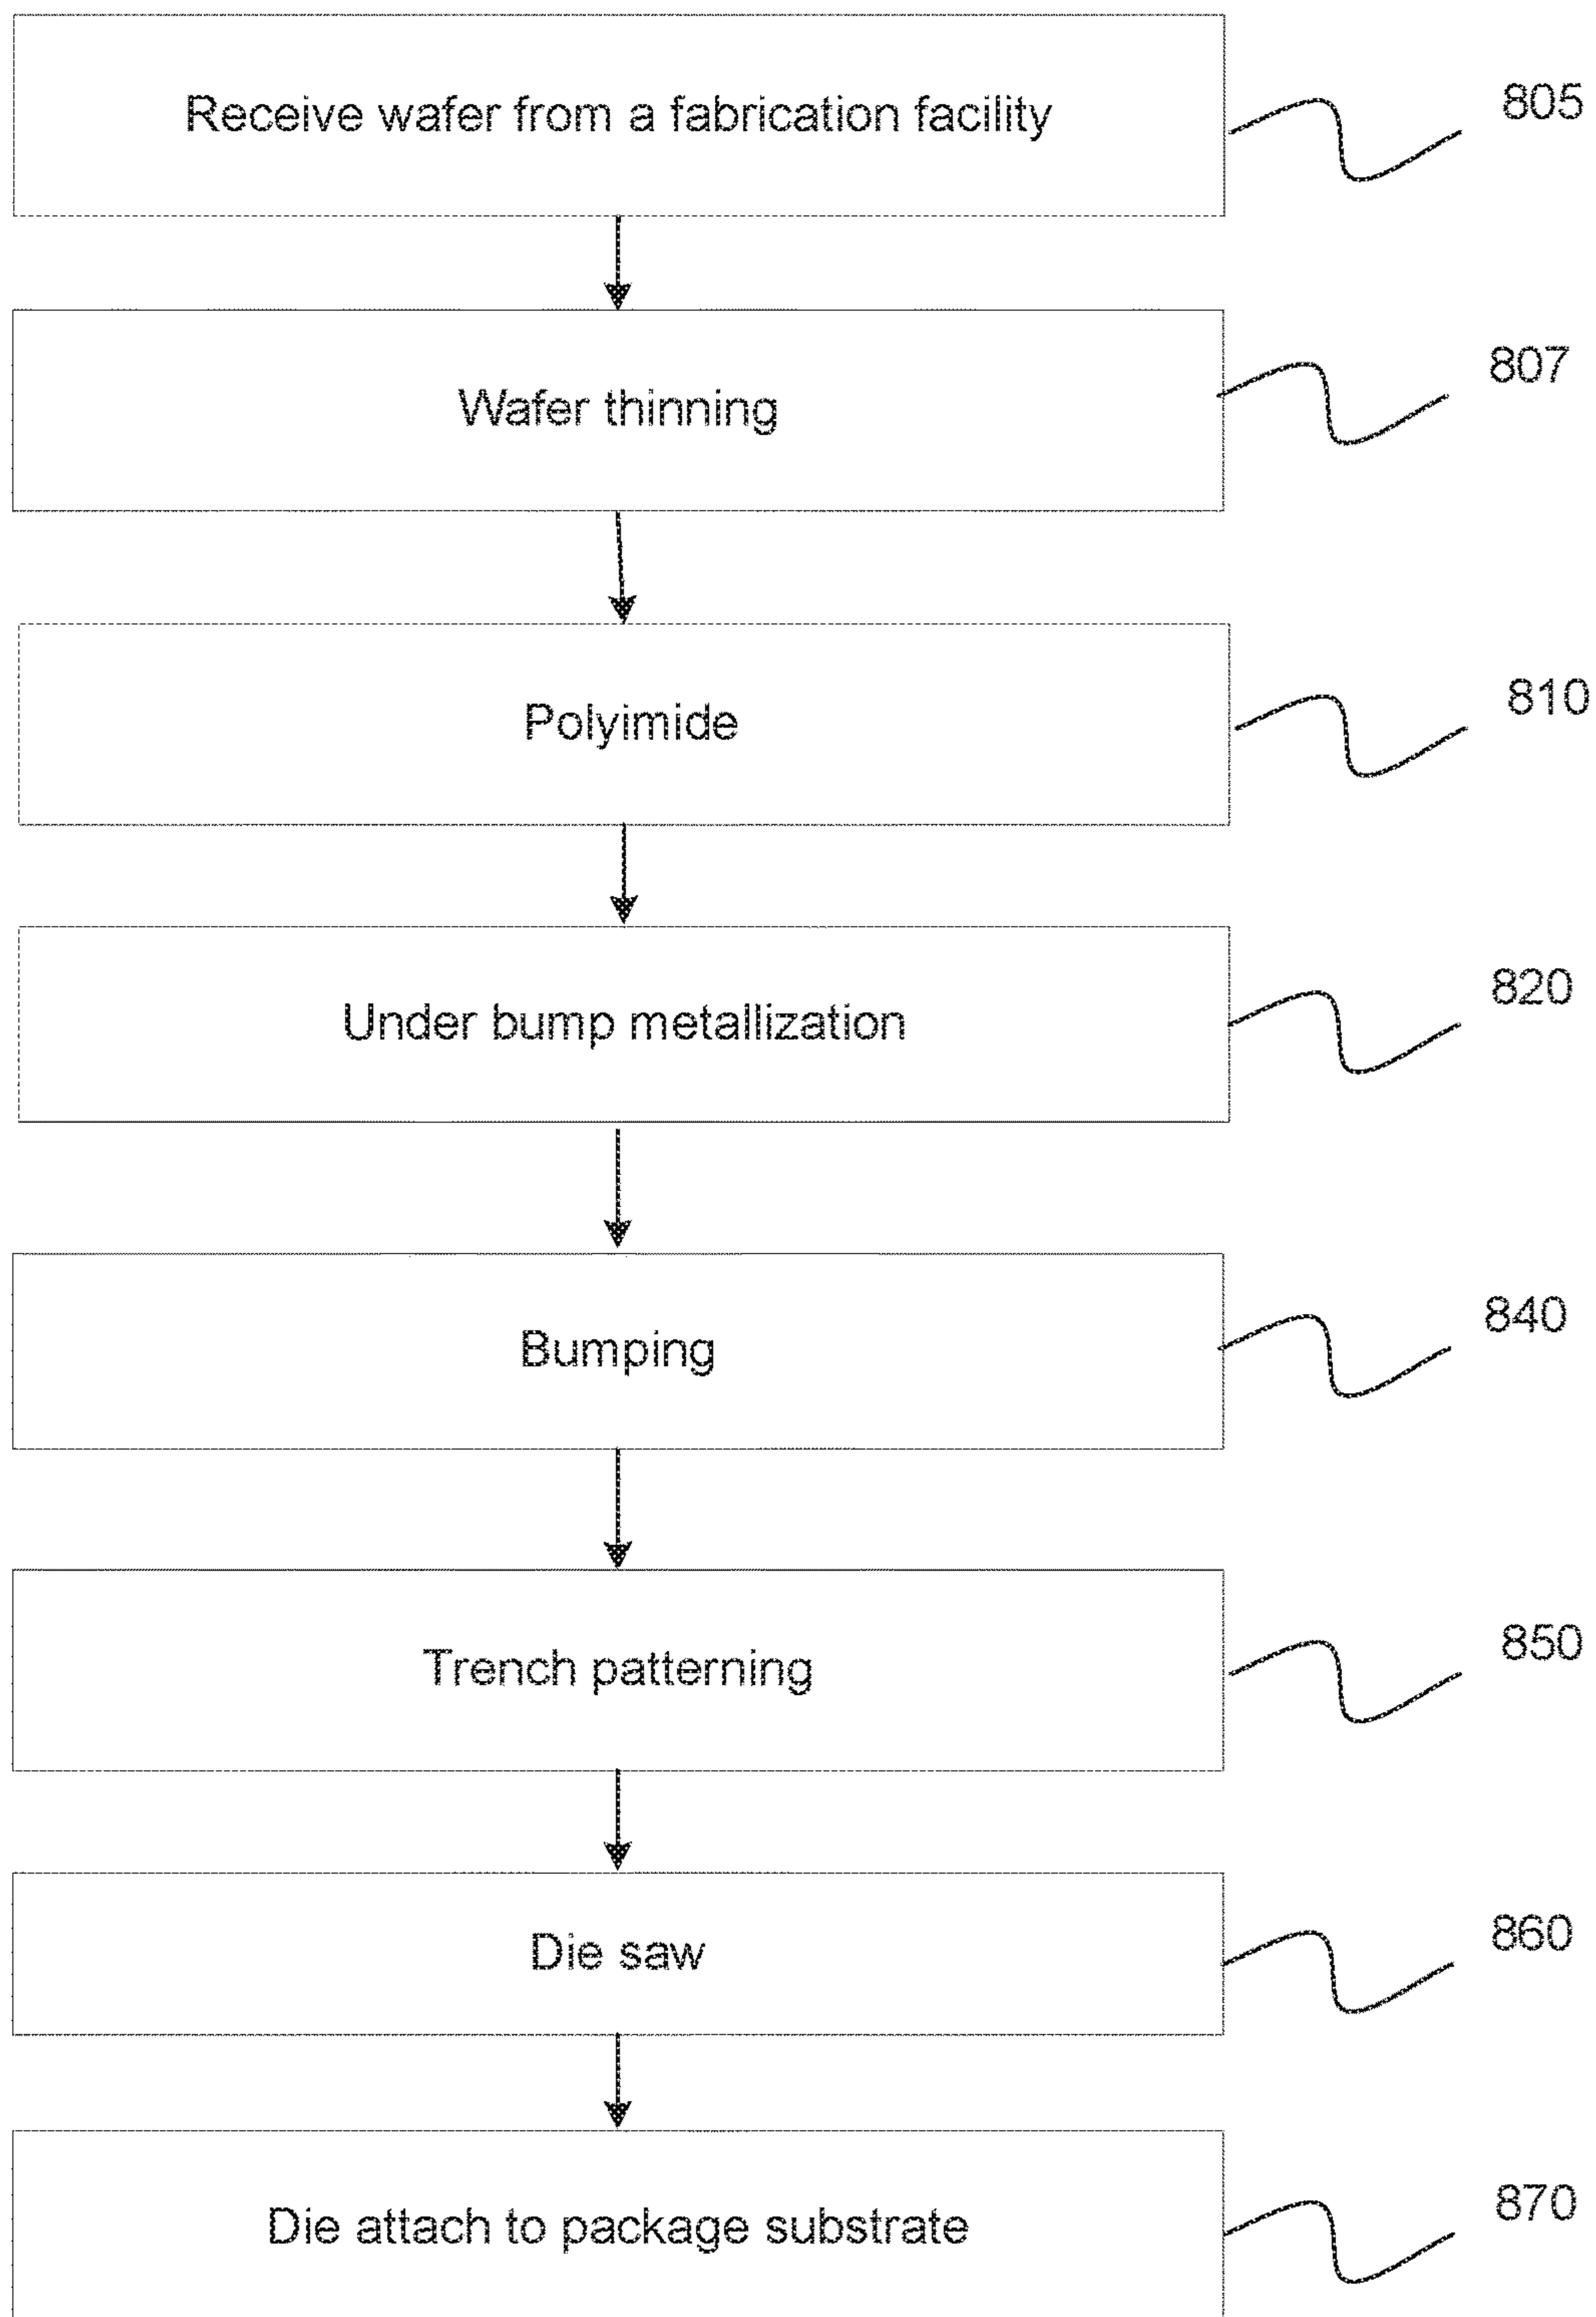 Receive wafer from a fabrication facility 805
Wafer thinning 807
Polyimide 810
Under bump metallization 820
Bumping 840
Trench patterning 850
Die saw 860
Die attach to package substrate 870